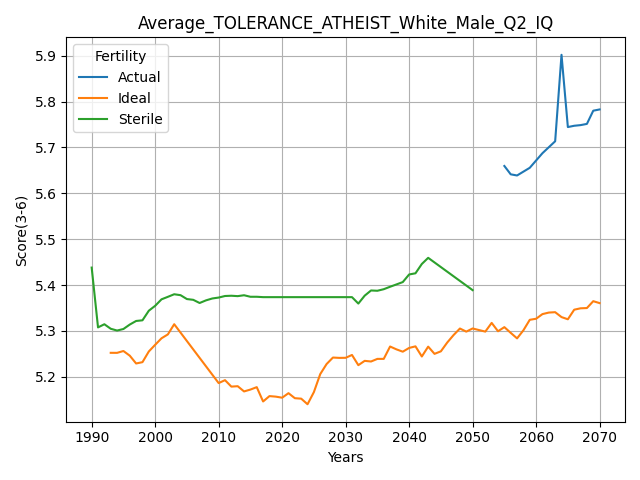 Average_TOLERANCE_ATHEIST_White_Male_Q2_IQ
Fertility
Actual
Ideal
Sterile
Score(3-6)
5.9
5.8
5.7
5.6
5.5
5.4
5.3
5.2
1990 2000 2010 2020 2030 2040 2050 2060 2070
Years